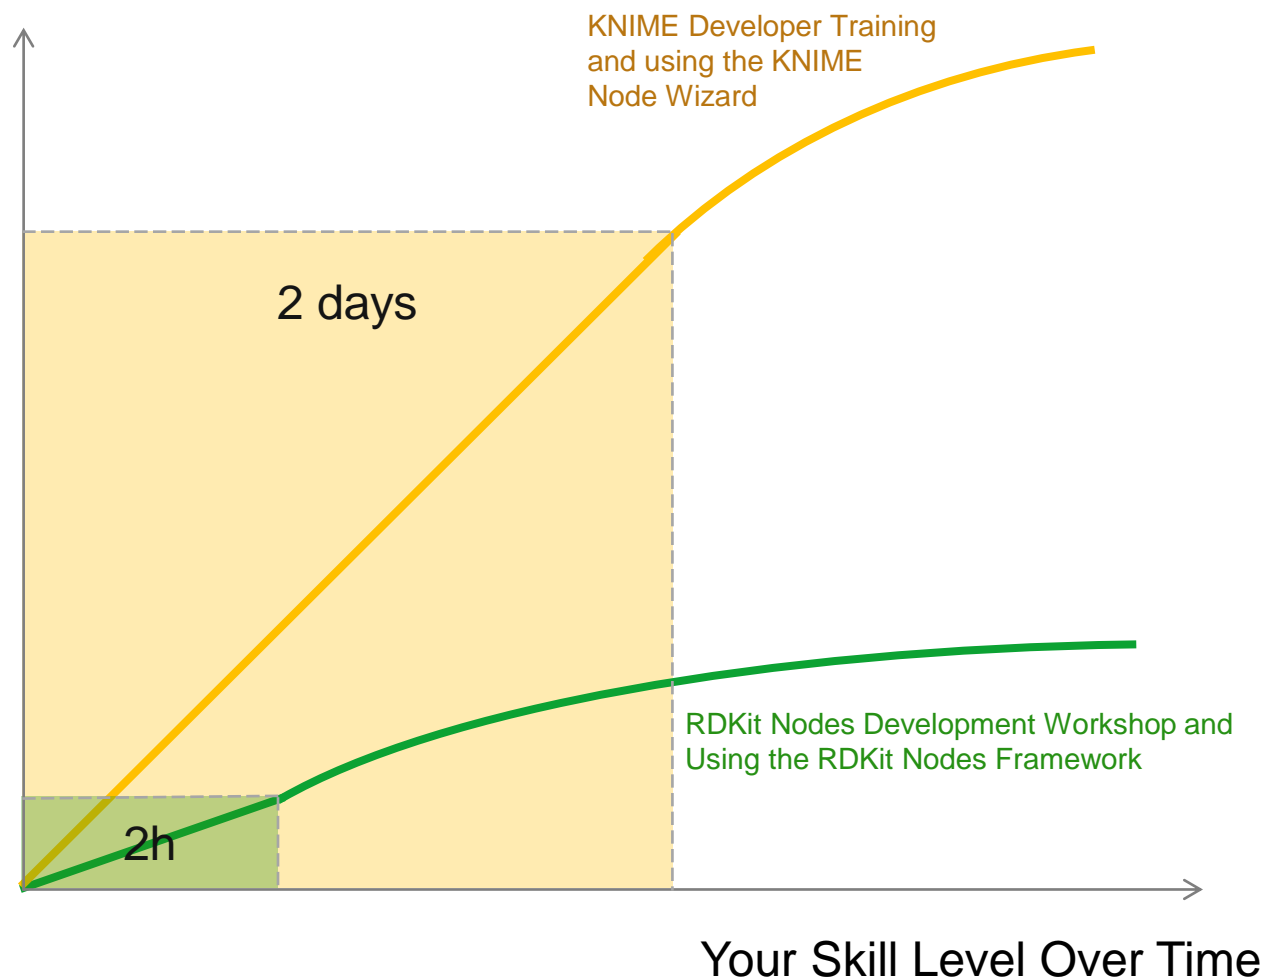 KNIME Developer Training
and using the KNIME
Node Wizard
2 days
RDKit Nodes Development Workshop and
Using the RDKit Nodes Framework
2h
Your Skill Level Over Time